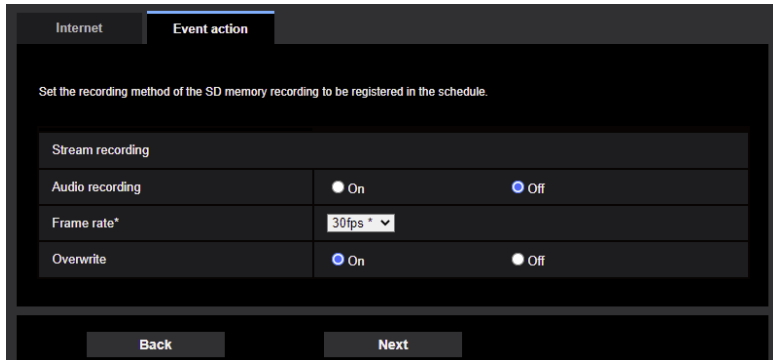 Internet Event action
Set the recording method of the SD memory recording to be registered in the schedule.
Stream recording
Audio recording On Off
Frame rate* 30fps *
Overwrite On Off
Back Next